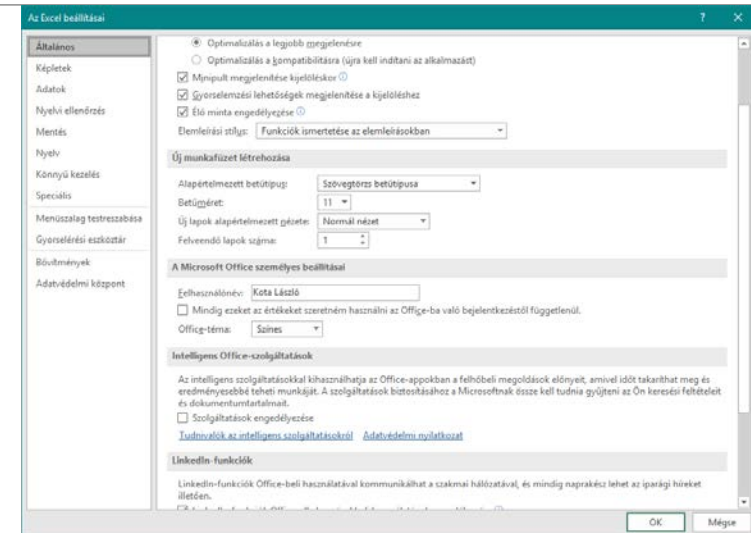 Az Excel beállításai
Általános
Képletek
Adatok
Nyelvi ellenőrzés
Mentés
Nyelv
Könnyű kezelés
Speciális
Menüszalag testreszabása
Gyorselérési eszköztár
Bővítmények
Adatvédelmi központ
Optimalizálás a legjobb megjelenésre
Optimalizálás a kompatibilitásra (újra kell indítani az alkalmazást)
Minipult megjelenítése kijelöléskor
Gyorselemzési lehetőségek megjelenítése a kijelöléshez
Élő minta engedélyezése
Elemleírási stílus: Funkciók ismertetése az elemleírásokban
Új munkafüzet létrehozása
Alapértelmezett betűtípus: Szövegtörzs betűtípusa
Betűméret: 11
Új lapok alapértelmezett nézete: Normál nézet
Felveendő lapok száma: 1
A Microsoft Office személyes beállításai
Felhasználónév: Kota László
Mindig ezeket az értékeket szeretném használni az Office-ba való bejelentkezéstől függetlenül.
Office-téma: Színes
Intelligens Office-szolgáltatások
Az intelligens szolgáltatásokkal kihasználhatja az Office-appokban a felhőbeli megoldások előnyeit, amivel időt takaríthat meg és
eredményesebbé teheti munkáját. A szolgáltatások biztosításához a Microsoftnak össze kell tudnia gyűjteni az Ön keresési feltételeit
és dokumentumtartalmait.
Szolgáltatások engedélyezése
Tudnivalók az intelligens szolgáltatásokról Adatvédelmi nyilatkozat
LinkedIn-funkciók
LinkedIn-funkciók Office-beli használatával kommunikálhat a szakmai hálózatával, és mindig naprakész lehet az iparági híreket
illetően.
OK Mégse